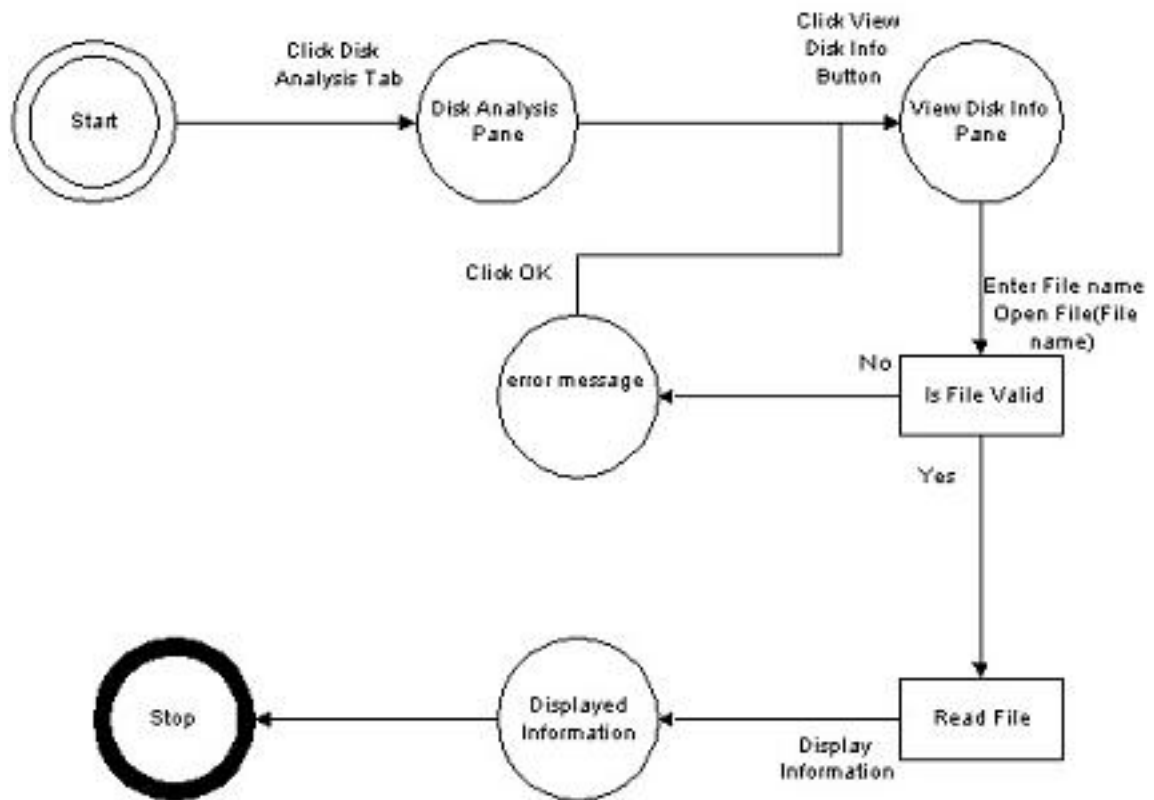 Click Disk
Analysis Tab
Click View
Disk Info
Button
Start
Disk Analysis
Pane
View Disk Info
Pane
Click OK
Enter File name
Open File(File
name)
error message
No
Is File Valid
Yes
Stop
Displayed
Information
Display
Information
Read File